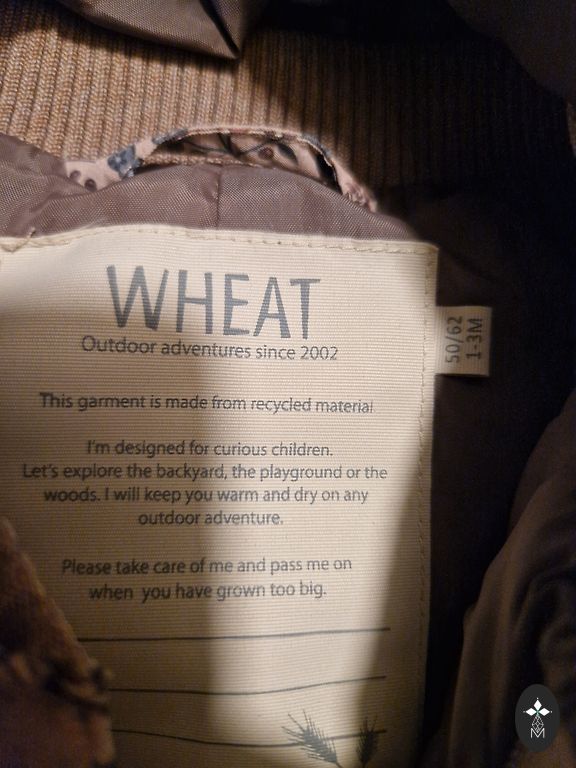 WHEAT
Outdoor adventures since 2002
This garment is made from recycled material
I'm designed for curious children.
Let's explore the backyard, the playground or the
woods. I will keep you warm and dry on any
outdoor adventure.
Please take care of me and pass me on
when you have grown too big.
50/62
1-3M
M